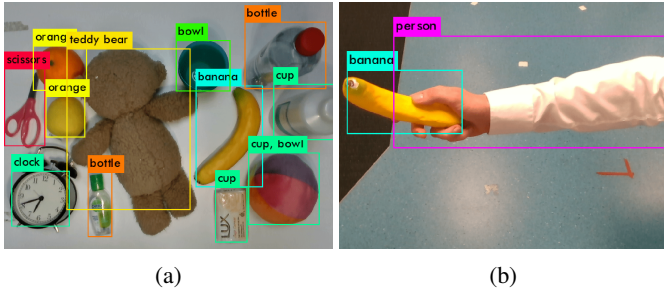 bottle
orang
teddy bear
bowl
scissors
banana
cup
orange
cup, bowl
clock
bottle
cup
LUX
person
banana
(a)
(b)